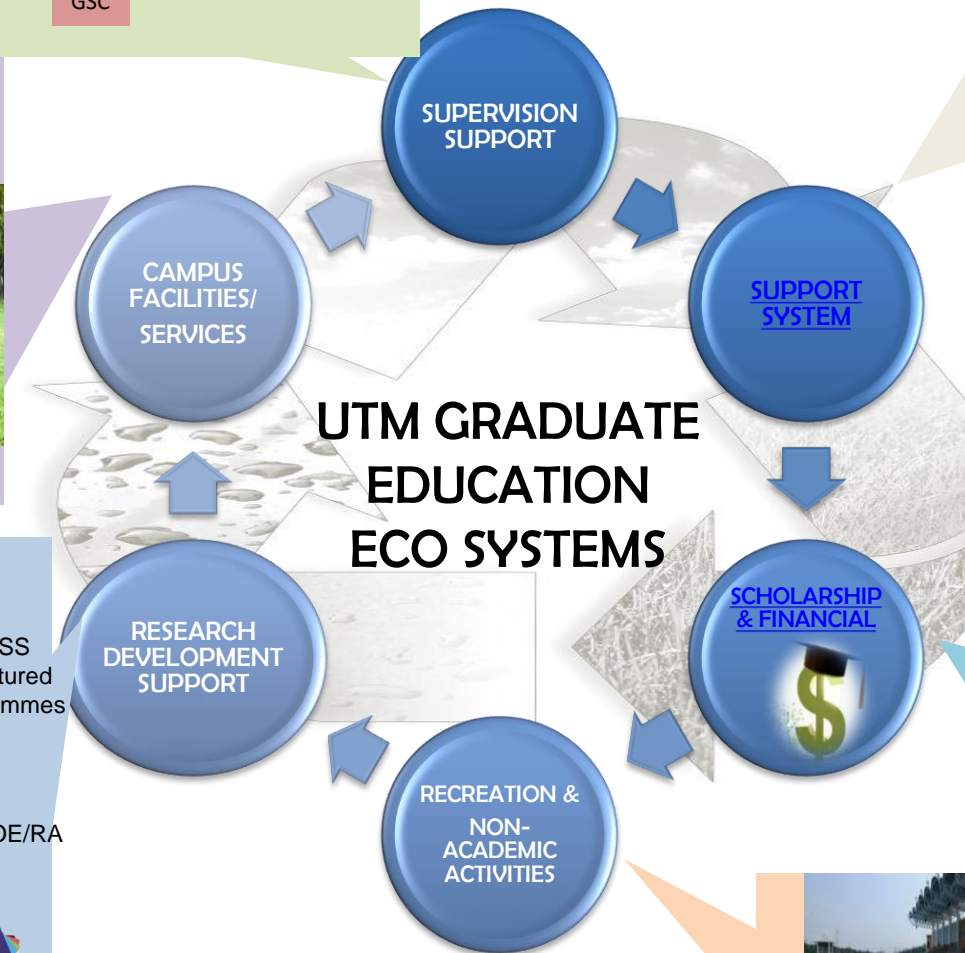 GSC
SUPERVISION
SUPPORT
CAMPUS
FACILITIES/
SERVICES
SUPPORT
SYSTEM
UTM GRADUATE
EDUCATION
ECO SYSTEMS
SCHOLARSHIP
& FINANCIAL
$
RESEARCH
DEVELOPMENT
SUPPORT
RECREATION &
NON-
ACADEMIC
ACTIVITIES